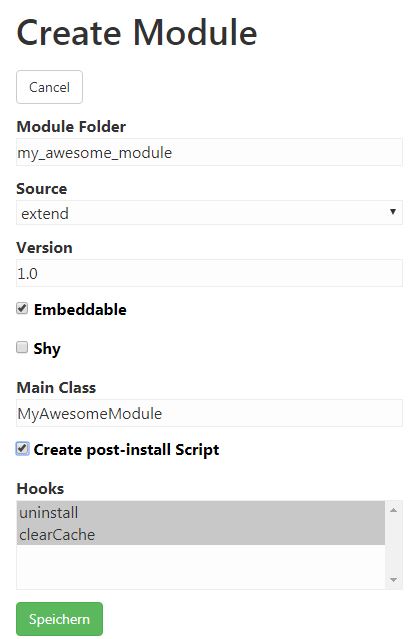 Create Module
Cancel
Module Folder
my_awesome_module
Source
extend
Version
1.0
Embeddable
Shy
Main Class
MyAwesomeModule
Create post-install Script
Hooks
uninstall
clearCache
Speichern